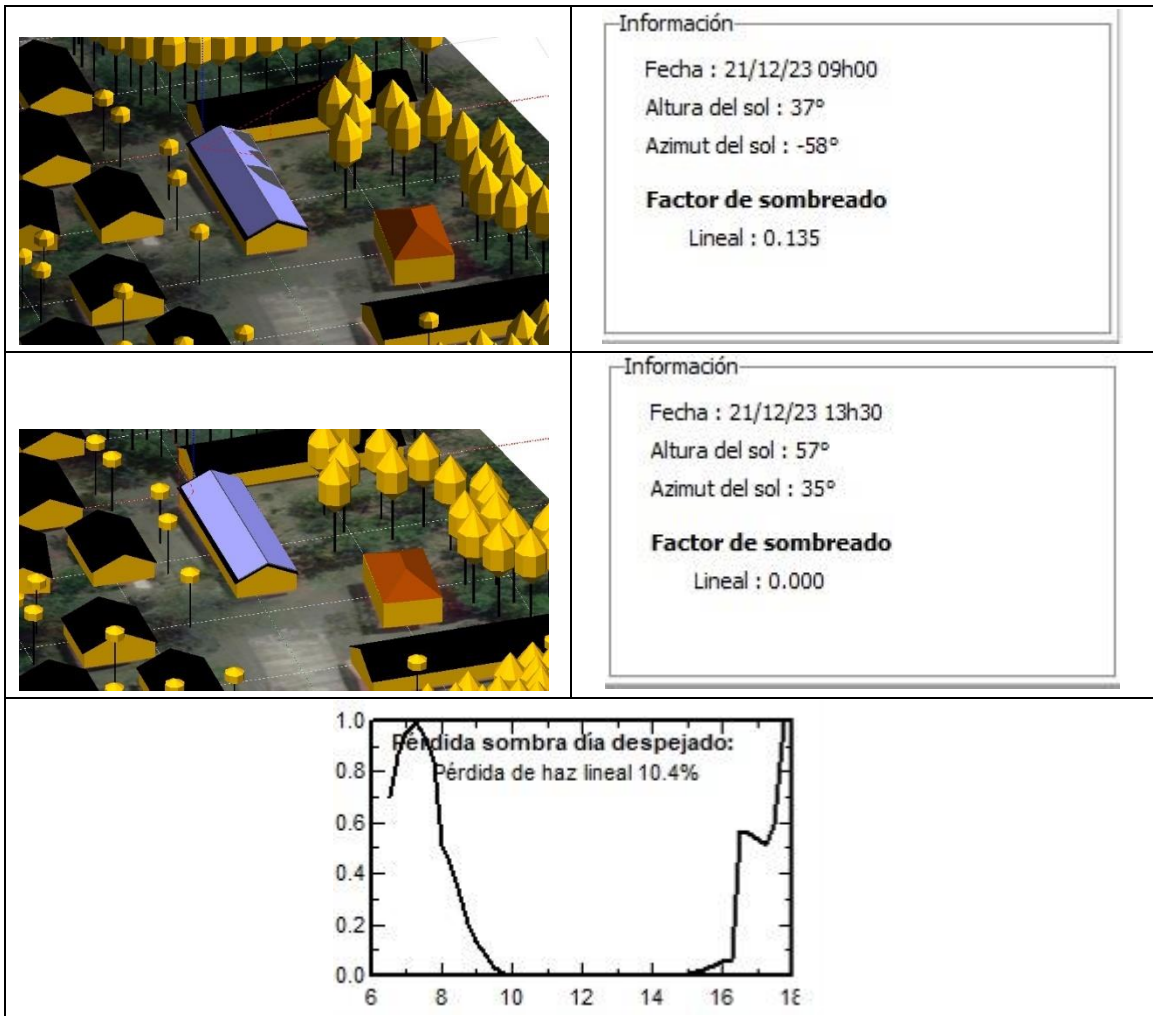 Información
Fecha : 21/12/23 09h00
Altura del sol : 37°
Azimut del sol : -58°
Factor de sombreado
Lineal : 0.135
Información
Fecha : 21/12/23 13h30
Altura del sol : 57°
Azimut del sol : 35°
Factor de sombreado
Lineal : 0.000
1.0
Pérdida sombra día despejado:
Pérdida de haz lineal 10.4%
0.8
0.6
0.4
0.2
0.0
6 8 10 12 14 16 18